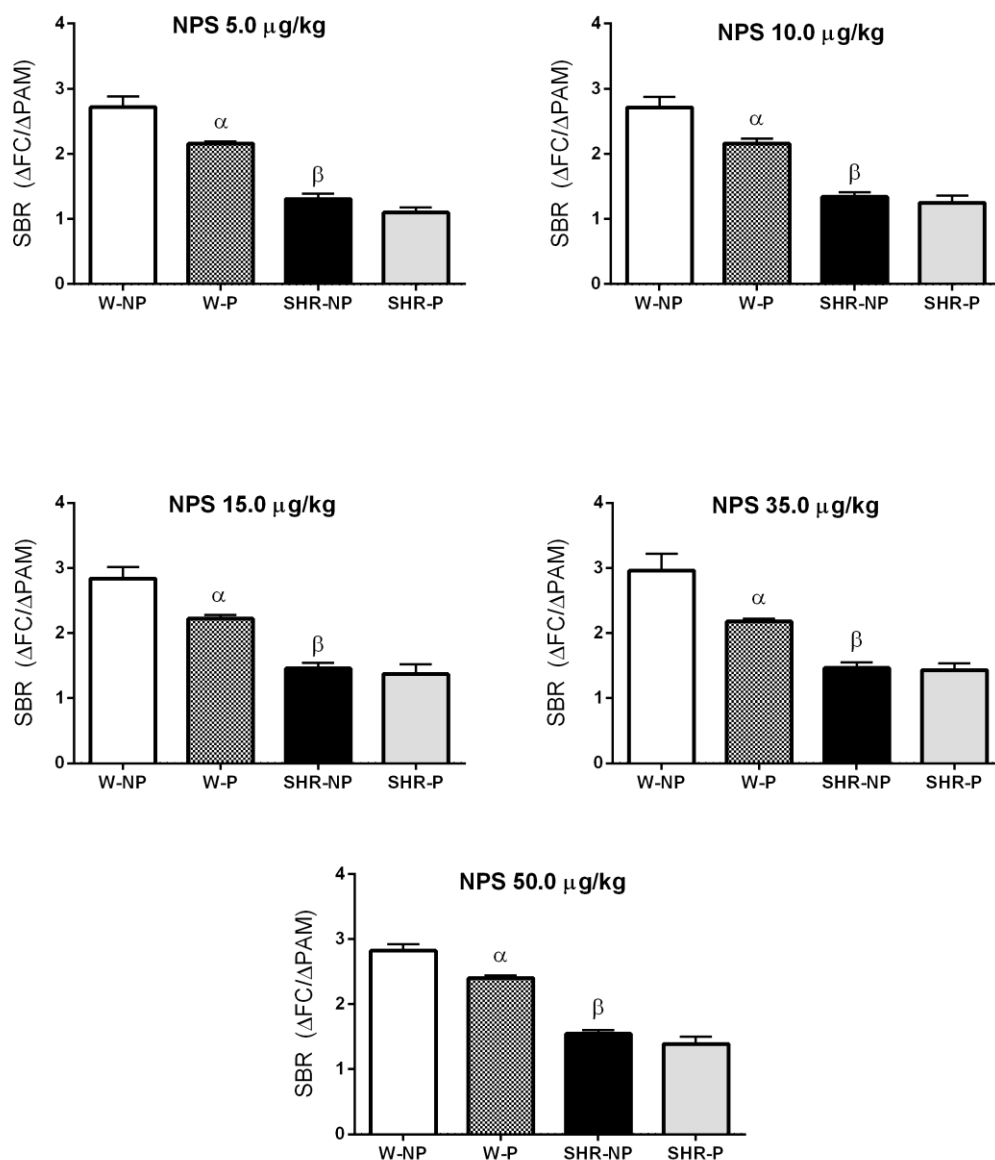 NPS 5.0 μg/kg
SBR (ΔFC/ΔPAM)
4
3
2
1
0
α
β
W-NP W-P SHR-NP SHR-P
NPS 10.0 μg/kg
SBR (ΔFC/ΔPAM)
4
3
2
1
0
α
β
W-NP W-P SHR-NP SHR-P
NPS 15.0 μg/kg
SBR (ΔFC/ΔPAM)
4
3
2
1
0
α
β
W-NP W-P SHR-NP SHR-P
NPS 35.0 μg/kg
SBR (ΔFC/ΔPAM)
4
3
2
1
0
α
β
W-NP W-P SHR-NP SHR-P
NPS 50.0 μg/kg
SBR (ΔFC/ΔPAM)
4
3
2
1
0
α
β
W-NP W-P SHR-NP SHR-P